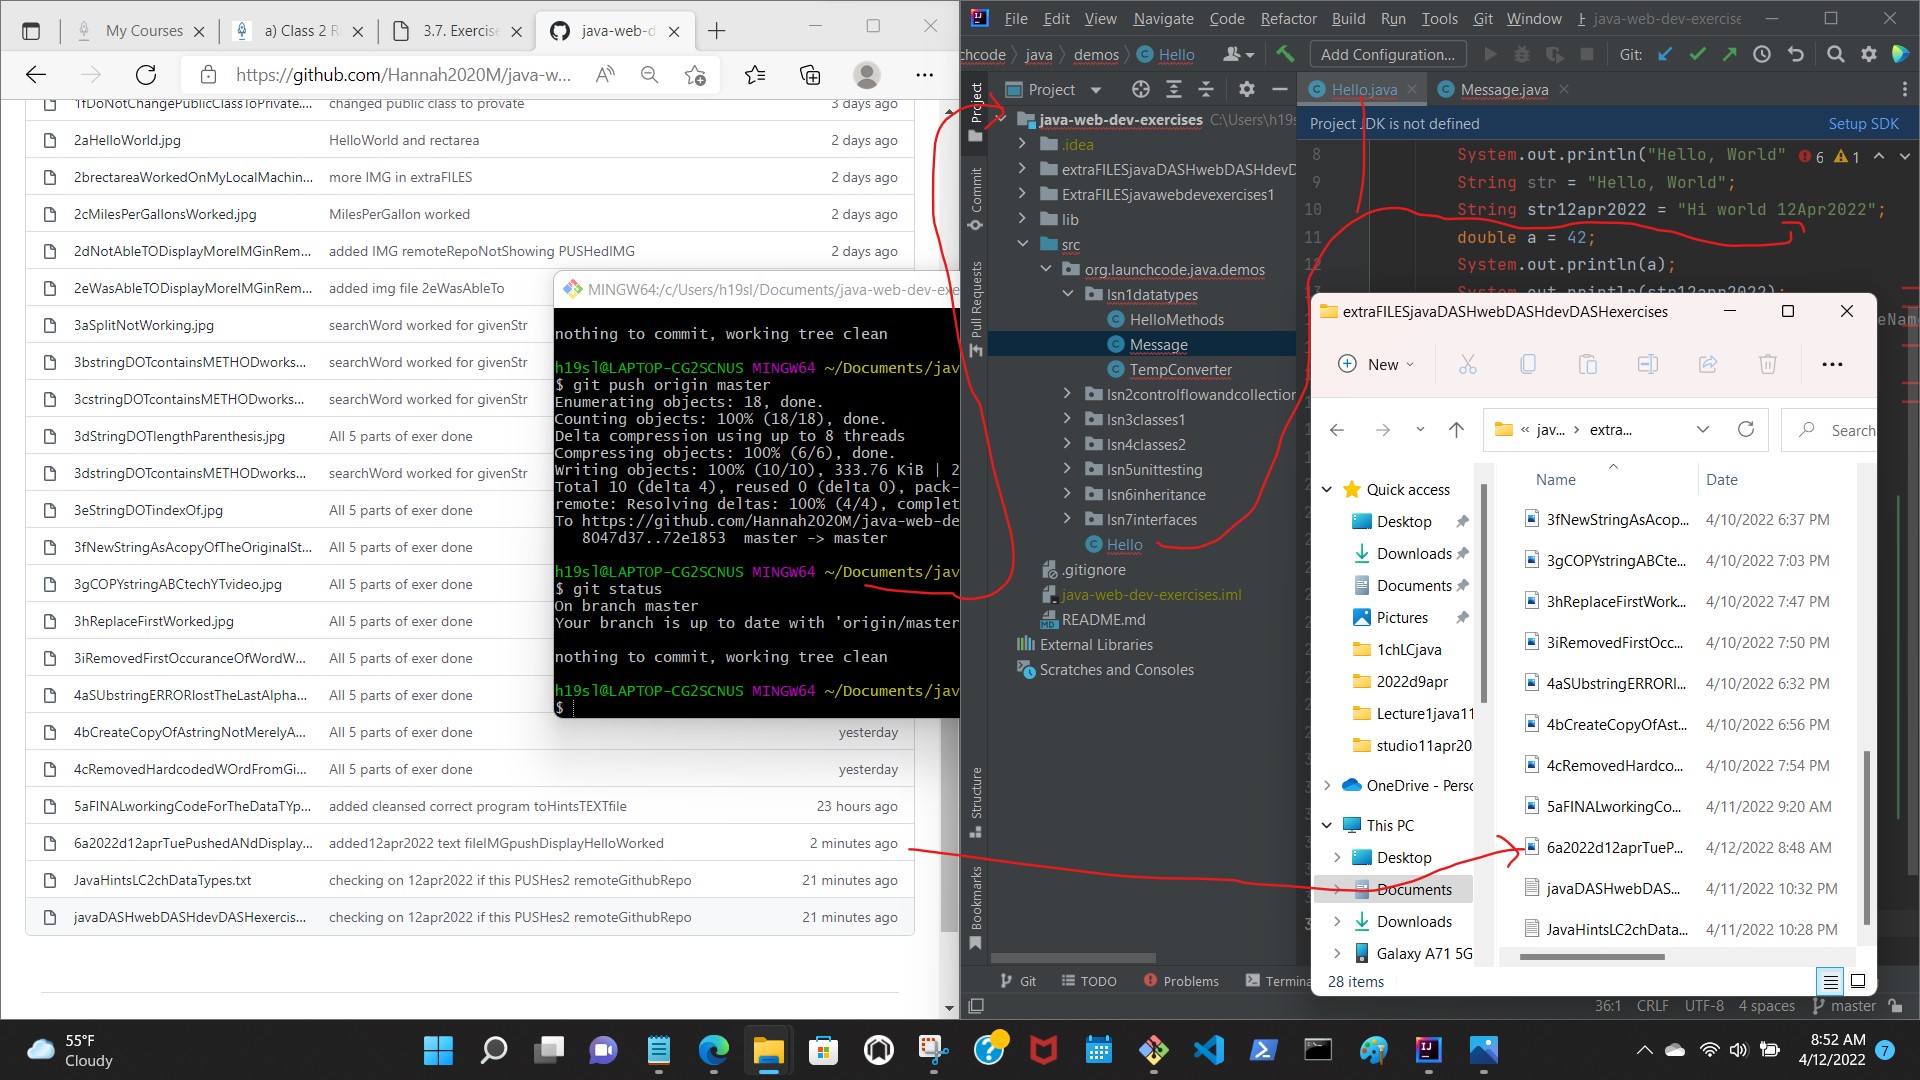 My Courses
a) Class 2 R
3.7. Exercise
java-web-d
https://github.com/Hannah2020M/java-w...
1fDoNotChangePublicClassToPrivate.... changed public class to provate 3 days ago
2aHelloWorld.jpg HelloWorld and rectarea 2 days ago
2brectareaWorkedOnMyLocalMachin... more IMG in extraFILES 2 days ago
2cMilesPerGallonsWorked.jpg MilesPerGallon worked 2 days ago
2dNotAbleTODisplayMoreIMGinRem... added IMG remoteRepoNotShowing PUSHedIMG 2 days ago
2eWasAbleTODisplayMoreIMGinRem... added img file 2eWasAbleTo
3aSplitNotWorking.jpg searchWord worked for givenStr
3bstringDOTcontainsMETHODworks... searchWord worked for givenStr
3cstringDOTcontainsMETHODworks... searchWord worked for givenStr
3dStringDOTlengthParenthesis.jpg All 5 parts of exer done
3dstringDOTcontainsMETHODworks... searchWord worked for givenStr
3eStringDOTindexOf.jpg All 5 parts of exer done
3fNewStringAsAcopyOfTheOriginalSt... All 5 parts of exer done
3gCOPYstringABCtechYTvideo.jpg All 5 parts of exer done
3hReplaceFirstWorked.jpg All 5 parts of exer done
3iRemovedFirstOccuranceOfWordW... All 5 parts of exer done
4aSUbstringERRORlostTheLastAlpha... All 5 parts of exer done
4bCreateCopyOfAstringNotMerelyA... All 5 parts of exer done yesterday
4cRemovedHardcodedWOrdFromGi... All 5 parts of exer done yesterday
5aFINALworkingCodeForTheDataTYp... added cleansed correct program toHintsTEXTfile 23 hours ago
6a2022d12aprTuePushedANdDisplay... added12apr2022 text fileIMGpushDisplayHelloWorked 2 minutes ago
JavaHintsLC2chDataTypes.txt checking on 12apr2022 if this PUSHes2 remoteGithubRepo 21 minutes ago
javaDASHwebDASHdevDASHexercis... checking on 12apr2022 if this PUSHes2 remoteGithubRepo 21 minutes ago
MINGW64:/c/Users/h19sl/Documents/java-web-dev-exe
nothing to commit, working tree clean
h19sl@LAPTOP-CG2SCNUS MINGW64 ~/Documents/jav
$ git push origin master
Enumerating objects: 18, done.
Counting objects: 100% (18/18), done.
Delta compression using up to 8 threads
Compressing objects: 100% (6/6), done.
Writing objects: 100% (10/10), 333.76 KiB | 2
Total 10 (delta 4), reused 0 (delta 0), pack-
remote: Resolving deltas: 100% (4/4), complet
To https://github.com/Hannah2020M/java-web-de
8047d37..72e1853 master -> master
h19sl@LAPTOP-CG2SCNUS MINGW64 ~/Documents/jav
$ git status
On branch master
Your branch is up to date with 'origin/master
nothing to commit, working tree clean
h19sl@LAPTOP-CG2SCNUS MINGW64 ~/Documents/jav
$
File Edit View Navigate Code Refactor Build Run Tools Git Window java-web-dev-exercise
chcode java demos Hello Add Configuration... Git:
Project
Project
Commit
Pull Requests
Structure
Bookmarks
java-web-dev-exercises C:\Users\h19s
.idea
extraFILESjavaDASHwebDASHdevD
ExtraFILESjavawebdevexercises1
lib
src
org.launchcode.java.demos
lsn1datatypes
HelloMethods
Message
TempConverter
lsn2controlflowandcollection
lsn3classes1
lsn4classes2
lsn5unittesting
lsn6inheritance
lsn7interfaces
Hello
.gitignore
java-web-dev-exercises.iml
README.md
External Libraries
Scratches and Consoles
Hello.java Message.java
Project JDK is not defined Setup SDK
6 1
8 System.out.println("Hello, World"
9 String str = "Hello, World";
10 String str12apr2022 = "Hi world 12Apr2022";
11 double a = 42;
12 System.out.println(a);
System.out.println(str12apr2022);
eName
extraFILESjavaDASHwebDASHdevDASHexercises
New
« jav... › extra... Search
Name Date
Quick access
Desktop
Downloads
Documents
Pictures
1chLCjava
2022d9apr
Lecture1java11
studio11apr20
OneDrive - Perso
This PC
Desktop
Documents
Downloads
Galaxy A71 5G
3fNewStringAsAcop... 4/10/2022 6:37 PM
3gCOPYstringABCte... 4/10/2022 7:03 PM
3hReplaceFirstWork... 4/10/2022 7:47 PM
3iRemovedFirstOcc... 4/10/2022 7:50 PM
4aSUbstringERRORl... 4/10/2022 6:32 PM
4bCreateCopyOfAst... 4/10/2022 6:56 PM
4cRemovedHardco... 4/10/2022 7:54 PM
5aFINALworkingCo... 4/11/2022 9:20 AM
6a2022d12aprTueP... 4/12/2022 8:48 AM
javaDASHwebDAS... 4/11/2022 10:32 PM
JavaHintsLC2chData... 4/11/2022 10:28 PM
28 items
Git TODO Problems Termina
36:1 CRLF UTF-8 4 spaces master
55°F
Cloudy
8:52 AM
4/12/2022
7